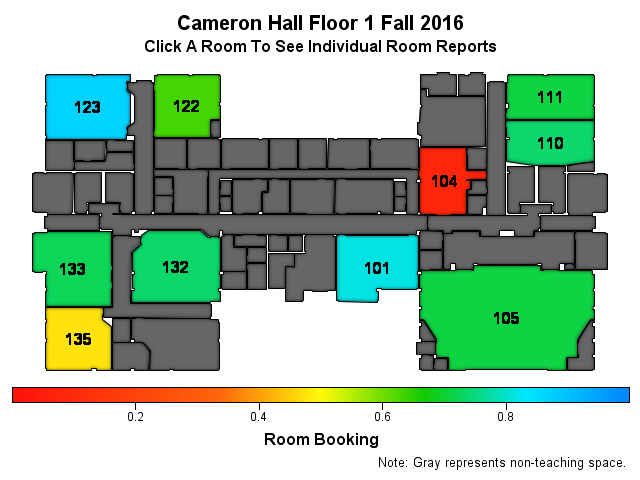 Cameron Hall Floor 1 Fall 2016
Click A Room To See Individual Room Reports
123
122
111
110
104
133
132
101
105
135
0.2 0.4 0.6 0.8
Room Booking
Note: Gray represents non-teaching space.